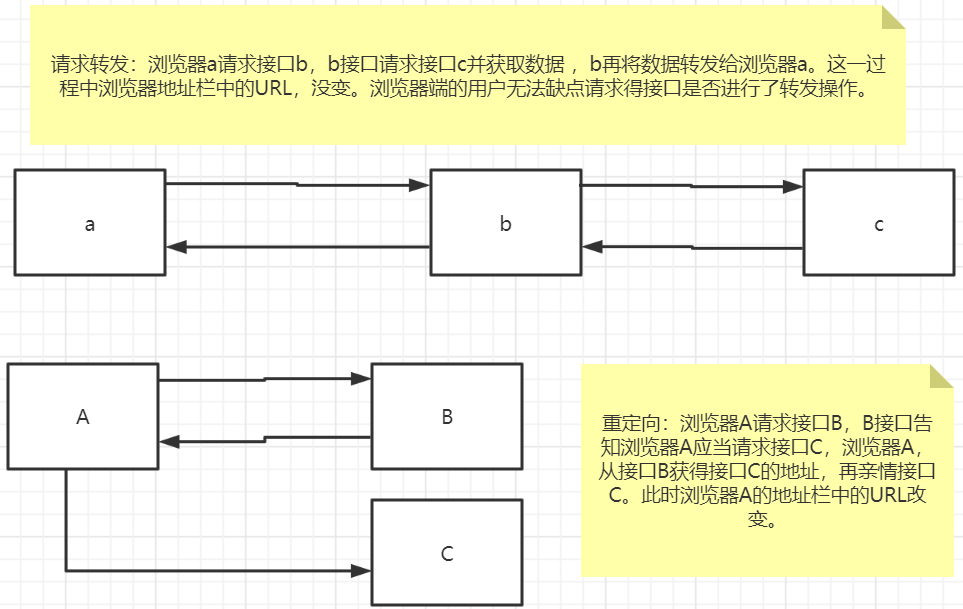 请求转发：浏览器a请求接口b，b接口请求接口c并获取数据 ，b再将数据转发给浏览器a。这一过
程中浏览器地址栏中的URL，没变。浏览器端的用户无法缺点请求得接口是否进行了转发操作。
a
b
c
A
B
重定向：浏览器A请求接口B，B接口告
知浏览器A应当请求接口C，浏览器A，
从接口B获得接口C的地址，再亲情接口
C。此时浏览器A的地址栏中的URL改
变。
C